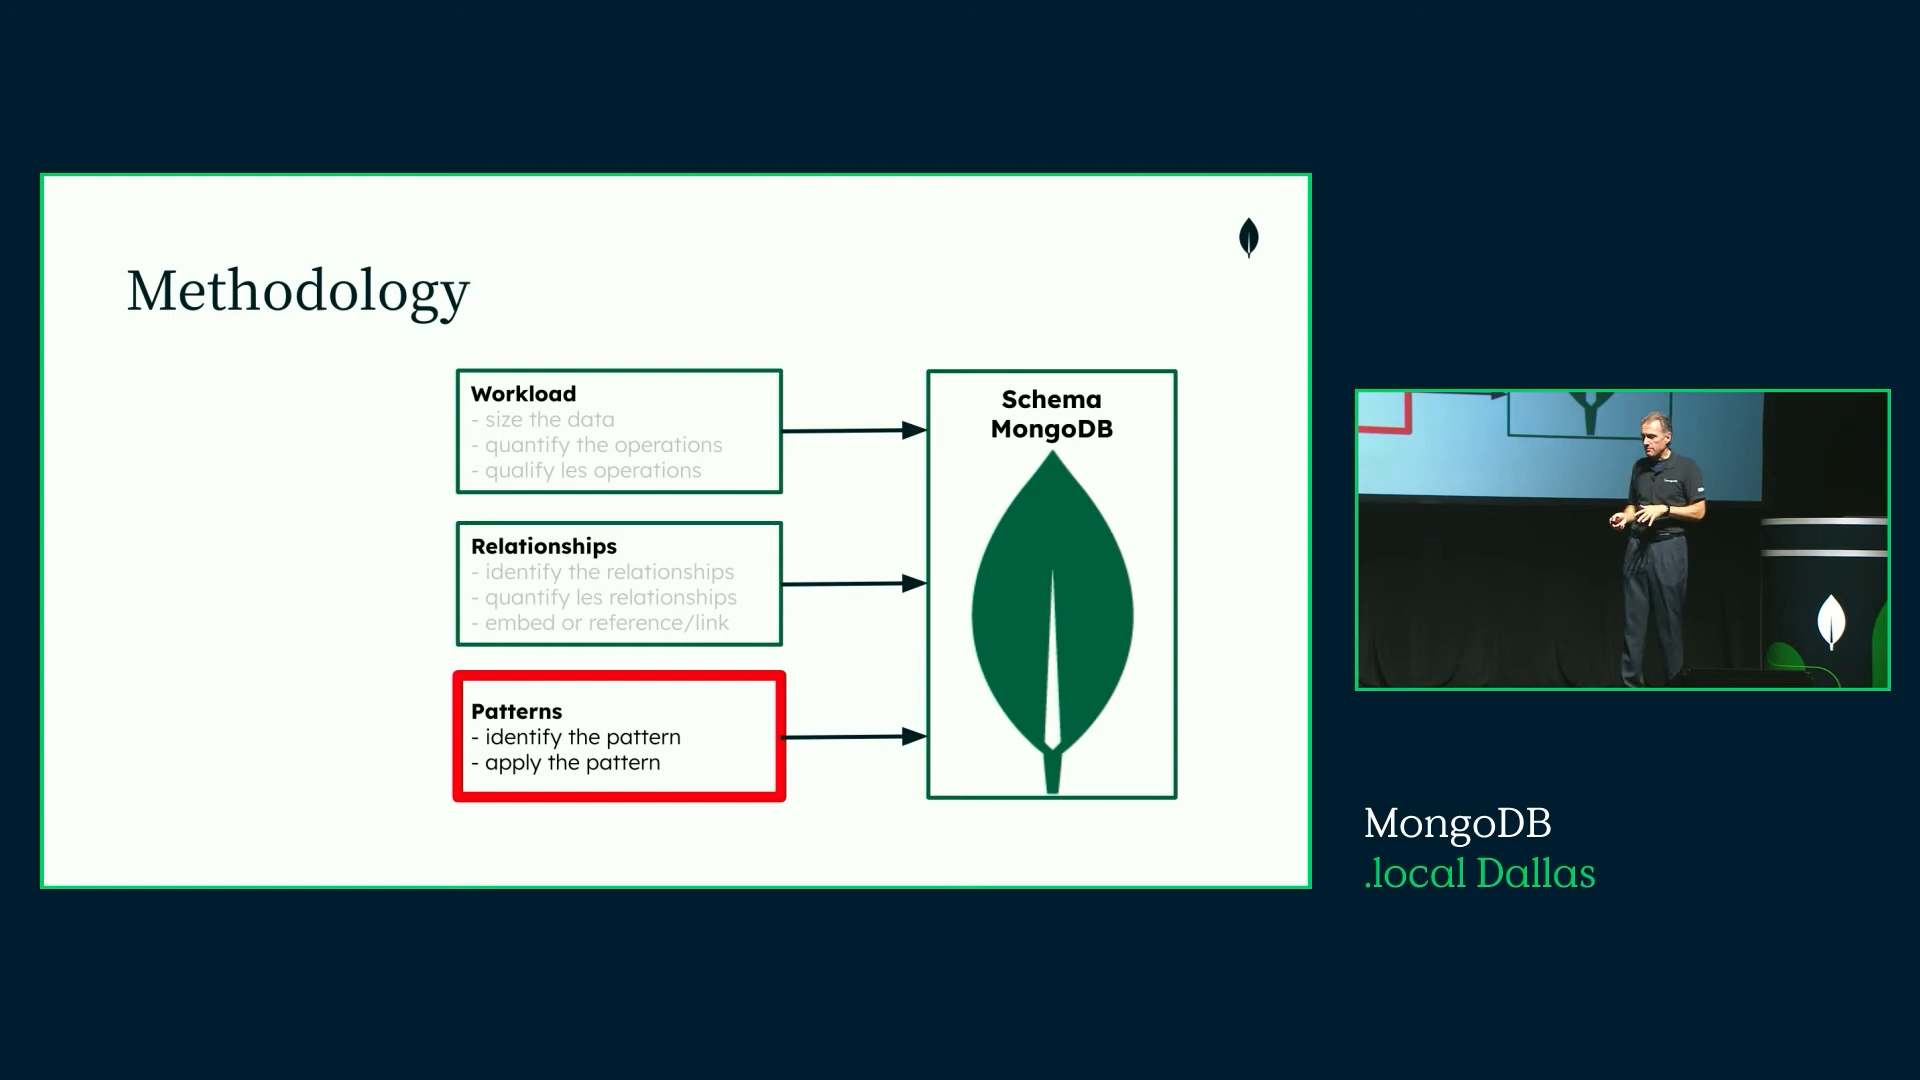 Methodology
Workload
- size the data
- quantify the operations
- qualify les operations
Relationships
- identify the relationships
- quantify les relationships
- embed or reference/link
Patterns
- identify the pattern
- apply the pattern
Schema
MongoDB
MongoDB
.local Dallas